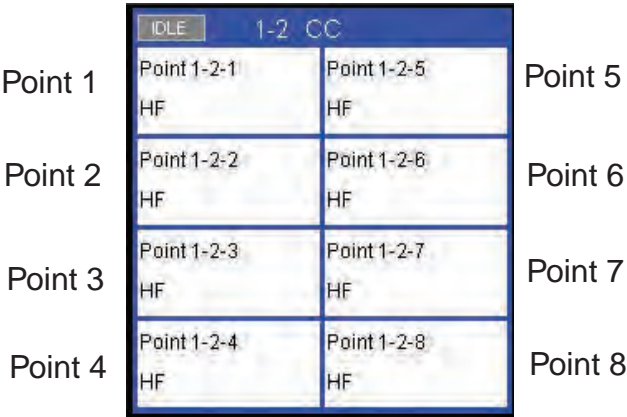 IDLE 1-2 CC
Point 1 Point 1-2-1 Point 1-2-5 Point 5
HF HF
Point 2 Point 1-2-2 Point 1-2-6 Point 6
HF HF
Point 3 Point 1-2-3 Point 1-2-7 Point 7
HF HF
Point 4 Point 1-2-4 Point 1-2-8 Point 8
HF HF